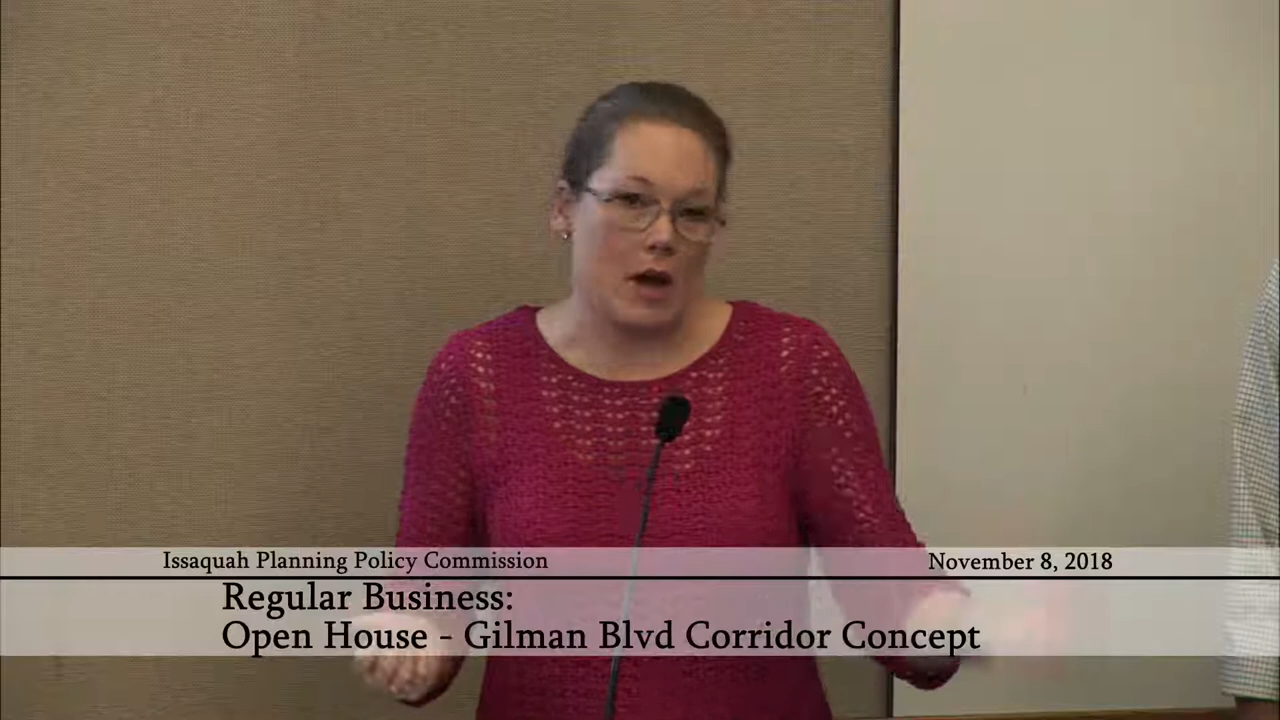 Issaquah Planning Policy Commission
November 8, 2018
Regular Business:
Open House - Gilman Blvd Corridor Concept